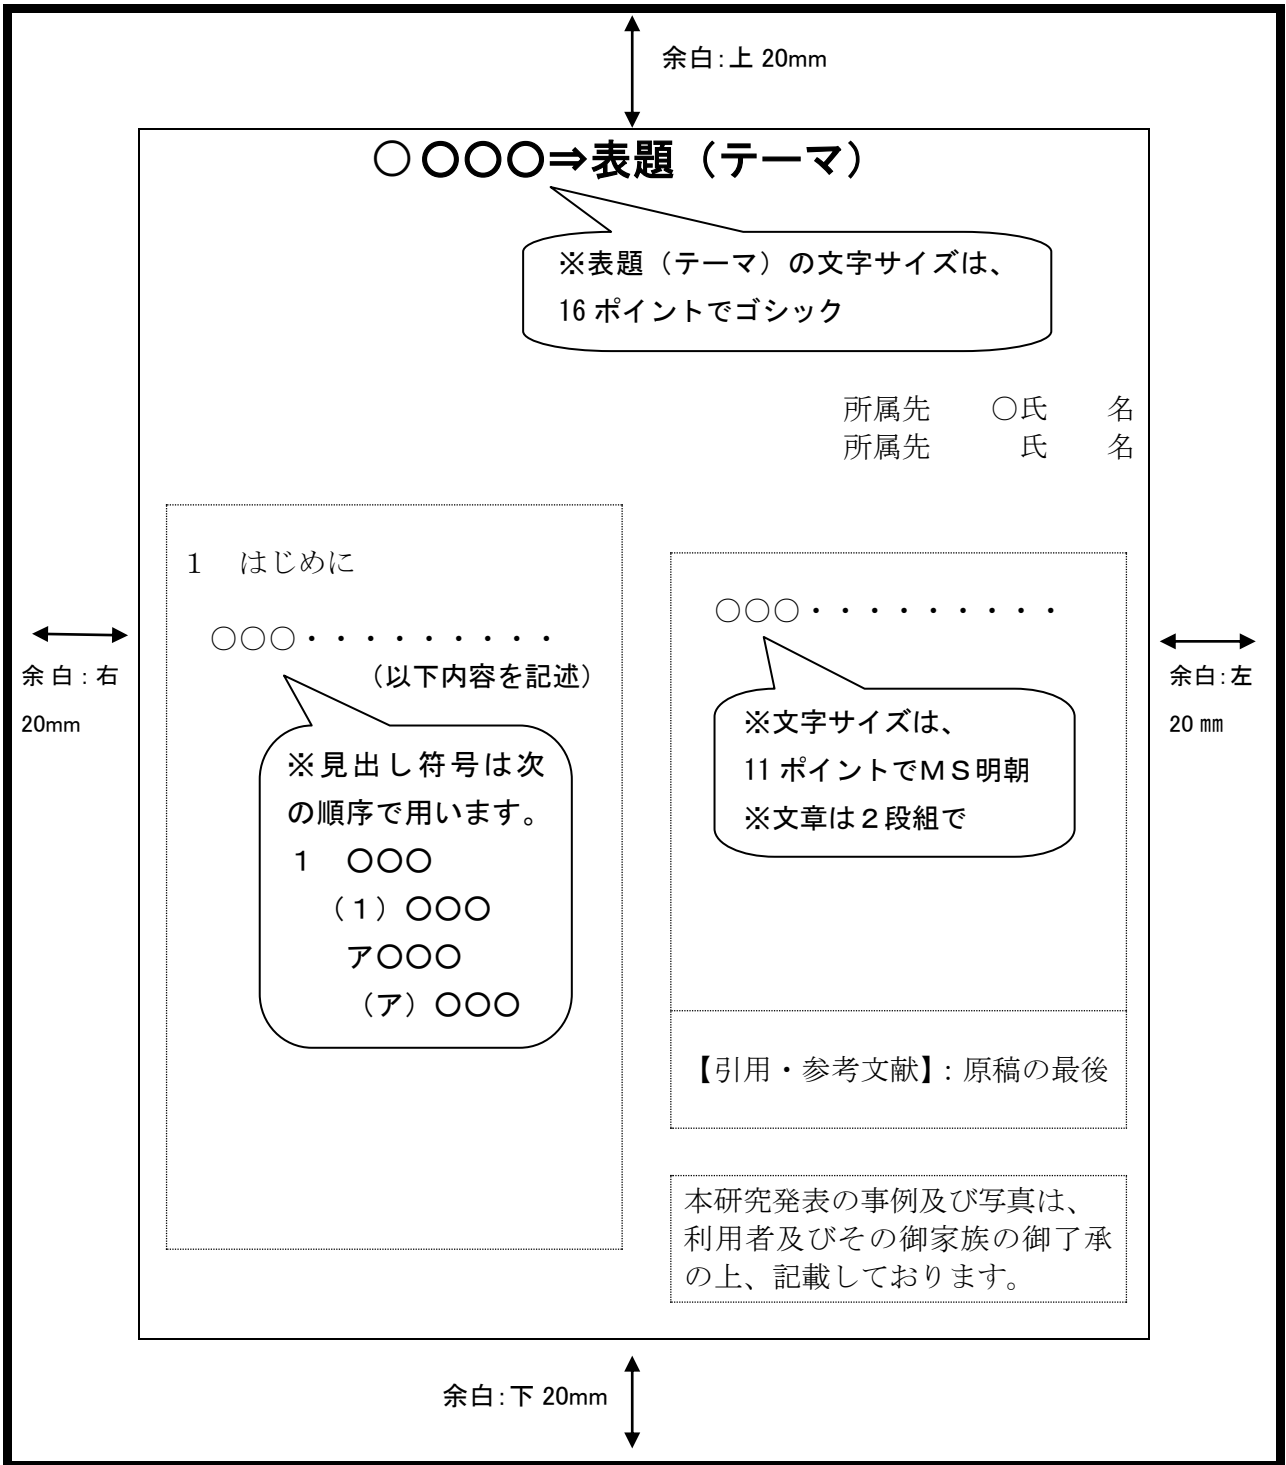 余白:上 20mm
○○○○⇒表題（テーマ）
※表題（テーマ）の文字サイズは、
16 ポイントでゴシック
所属先　　○氏　　名
所属先　　　氏　　名
1　はじめに
○○○・・・・・・・・・
（以下内容を記述）
※見出し符号は次
の順序で用います。
1　○○○
（1）○○○
ア○○○
（ア）○○○
余白:右
20mm
○○○・・・・・・・・・
※文字サイズは、
11 ポイントでＭＳ明朝
※文章は２段組で
余白:左
20 ㎜
【引用・参考文献】：原稿の最後
本研究発表の事例及び写真は、
利用者及びその御家族の御了承
の上、記載しております。
余白:下 20mm